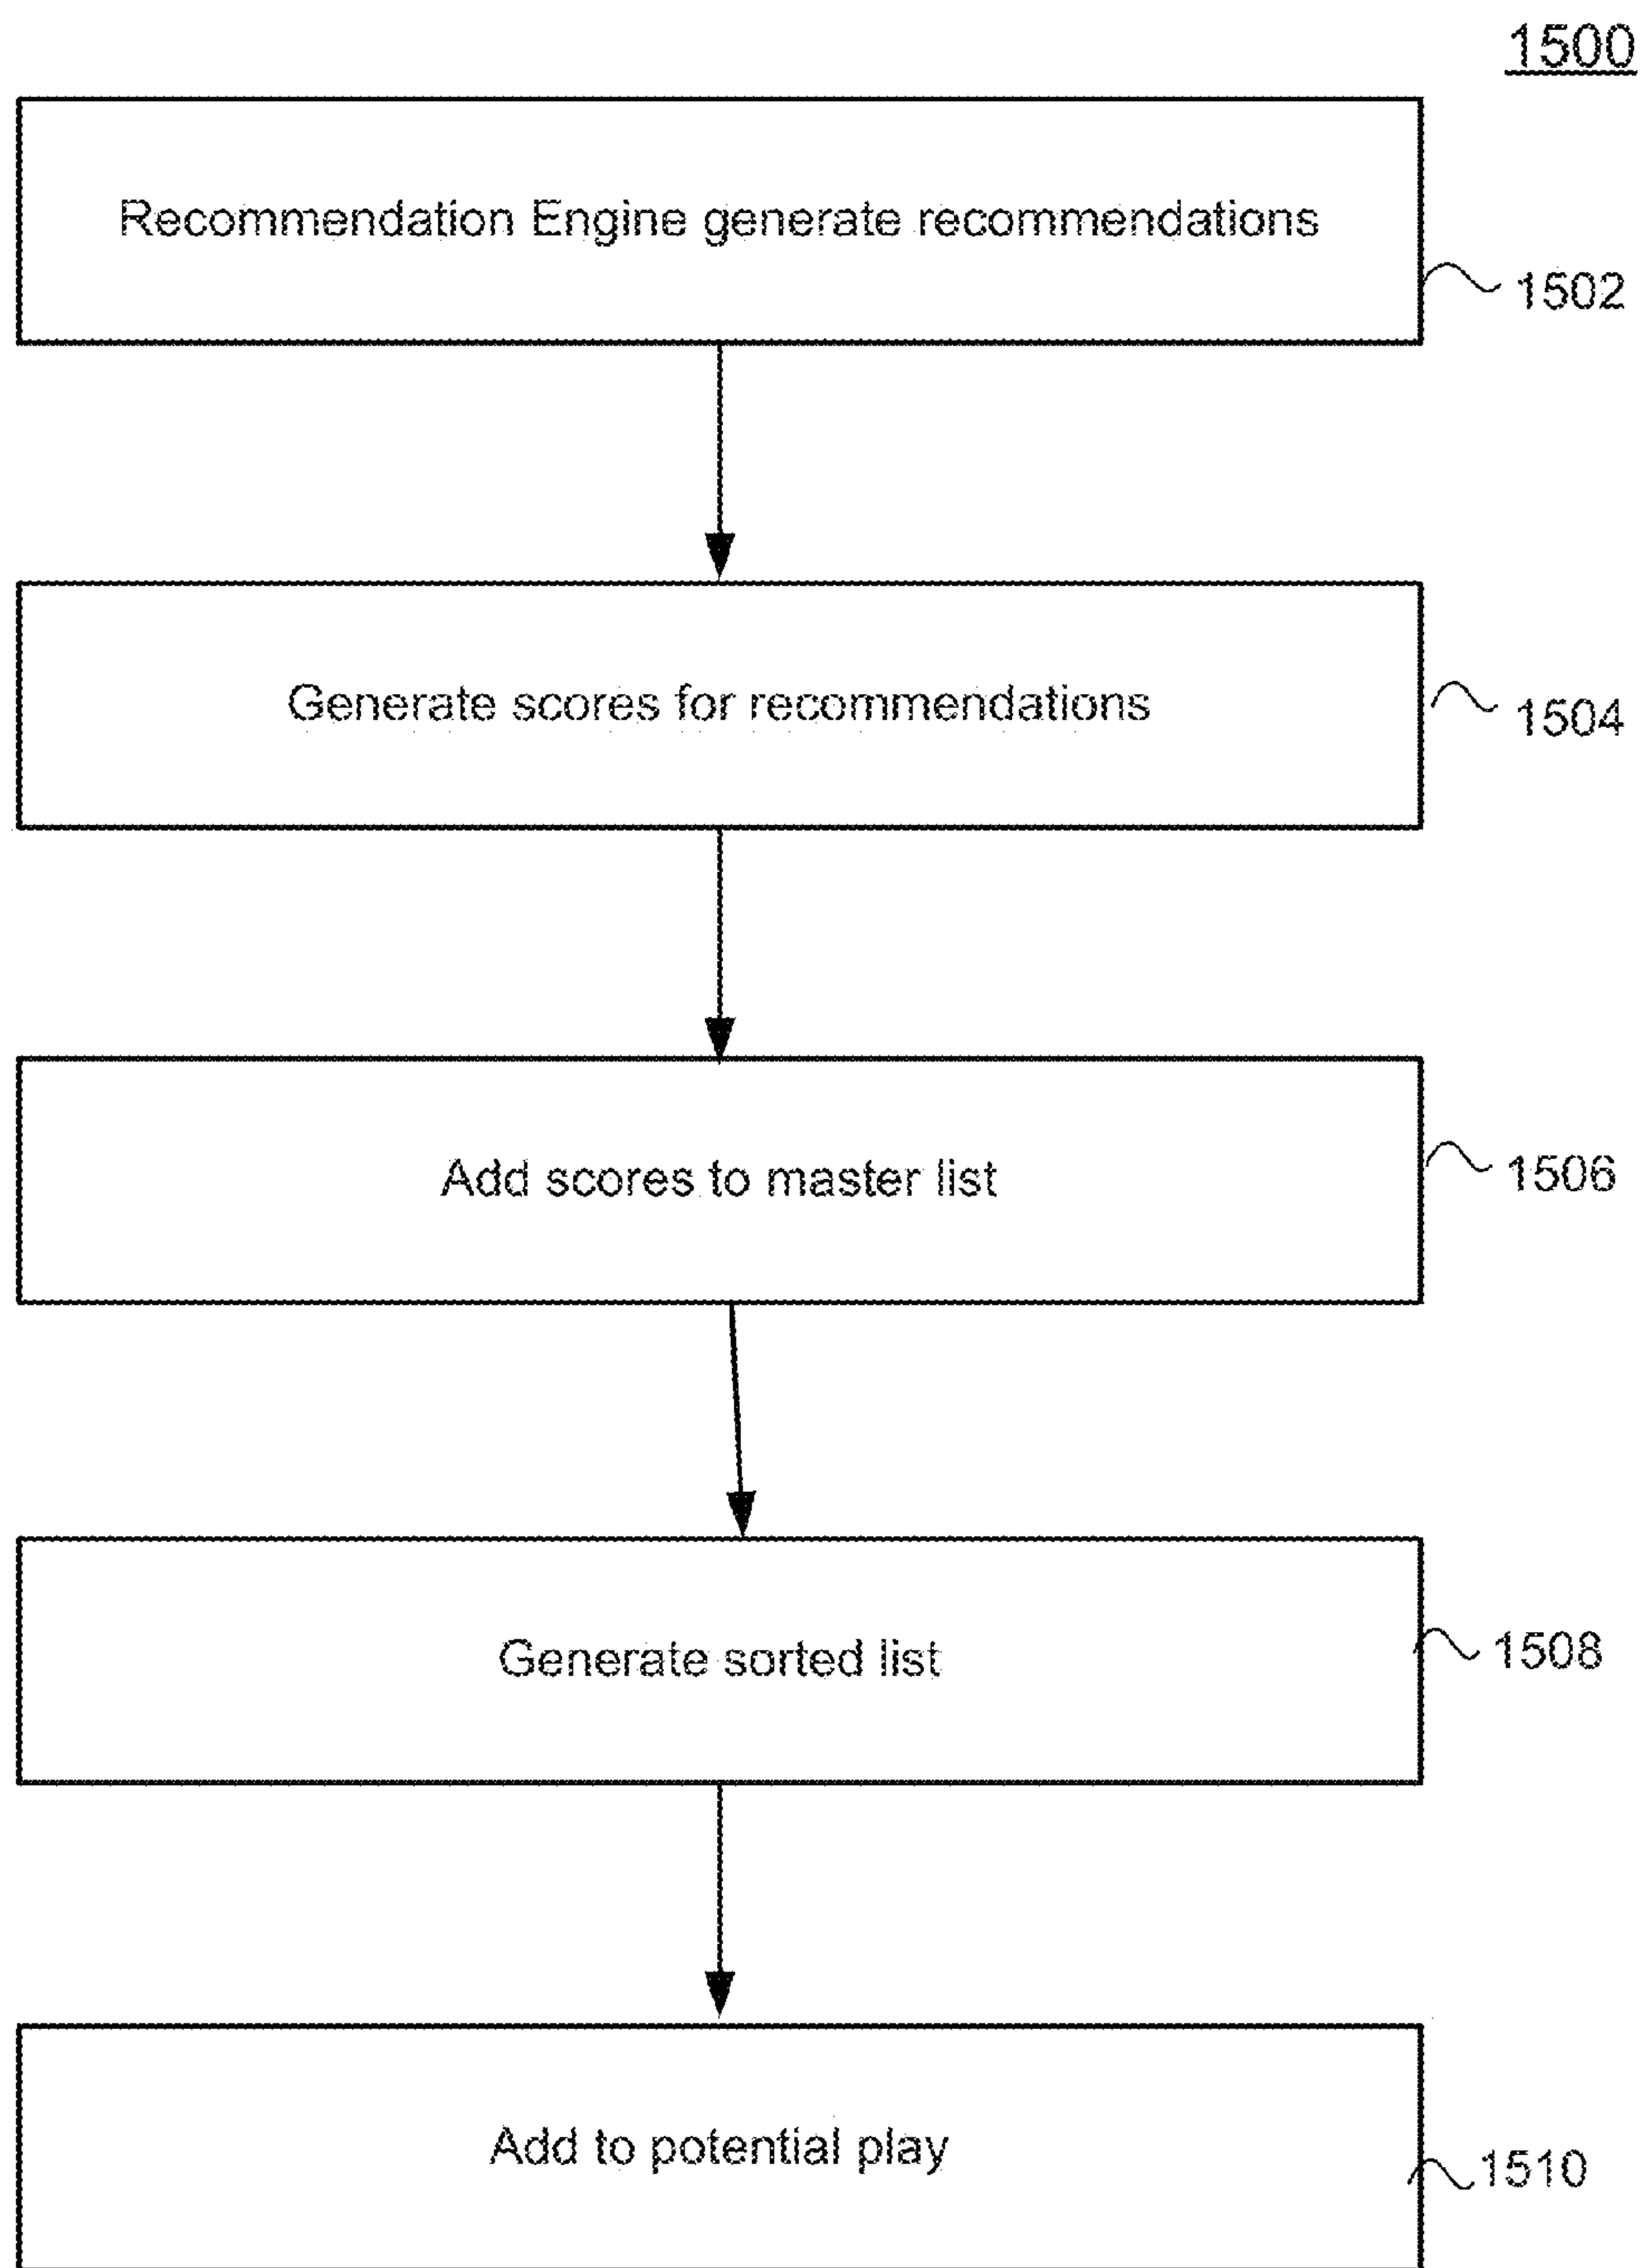 1500
Recommendation Engine generate recommendations
1502
Generate scores for recommendations
1504
Add scores to master list
1506
Generate sorted list
1508
Add to potential play
1510